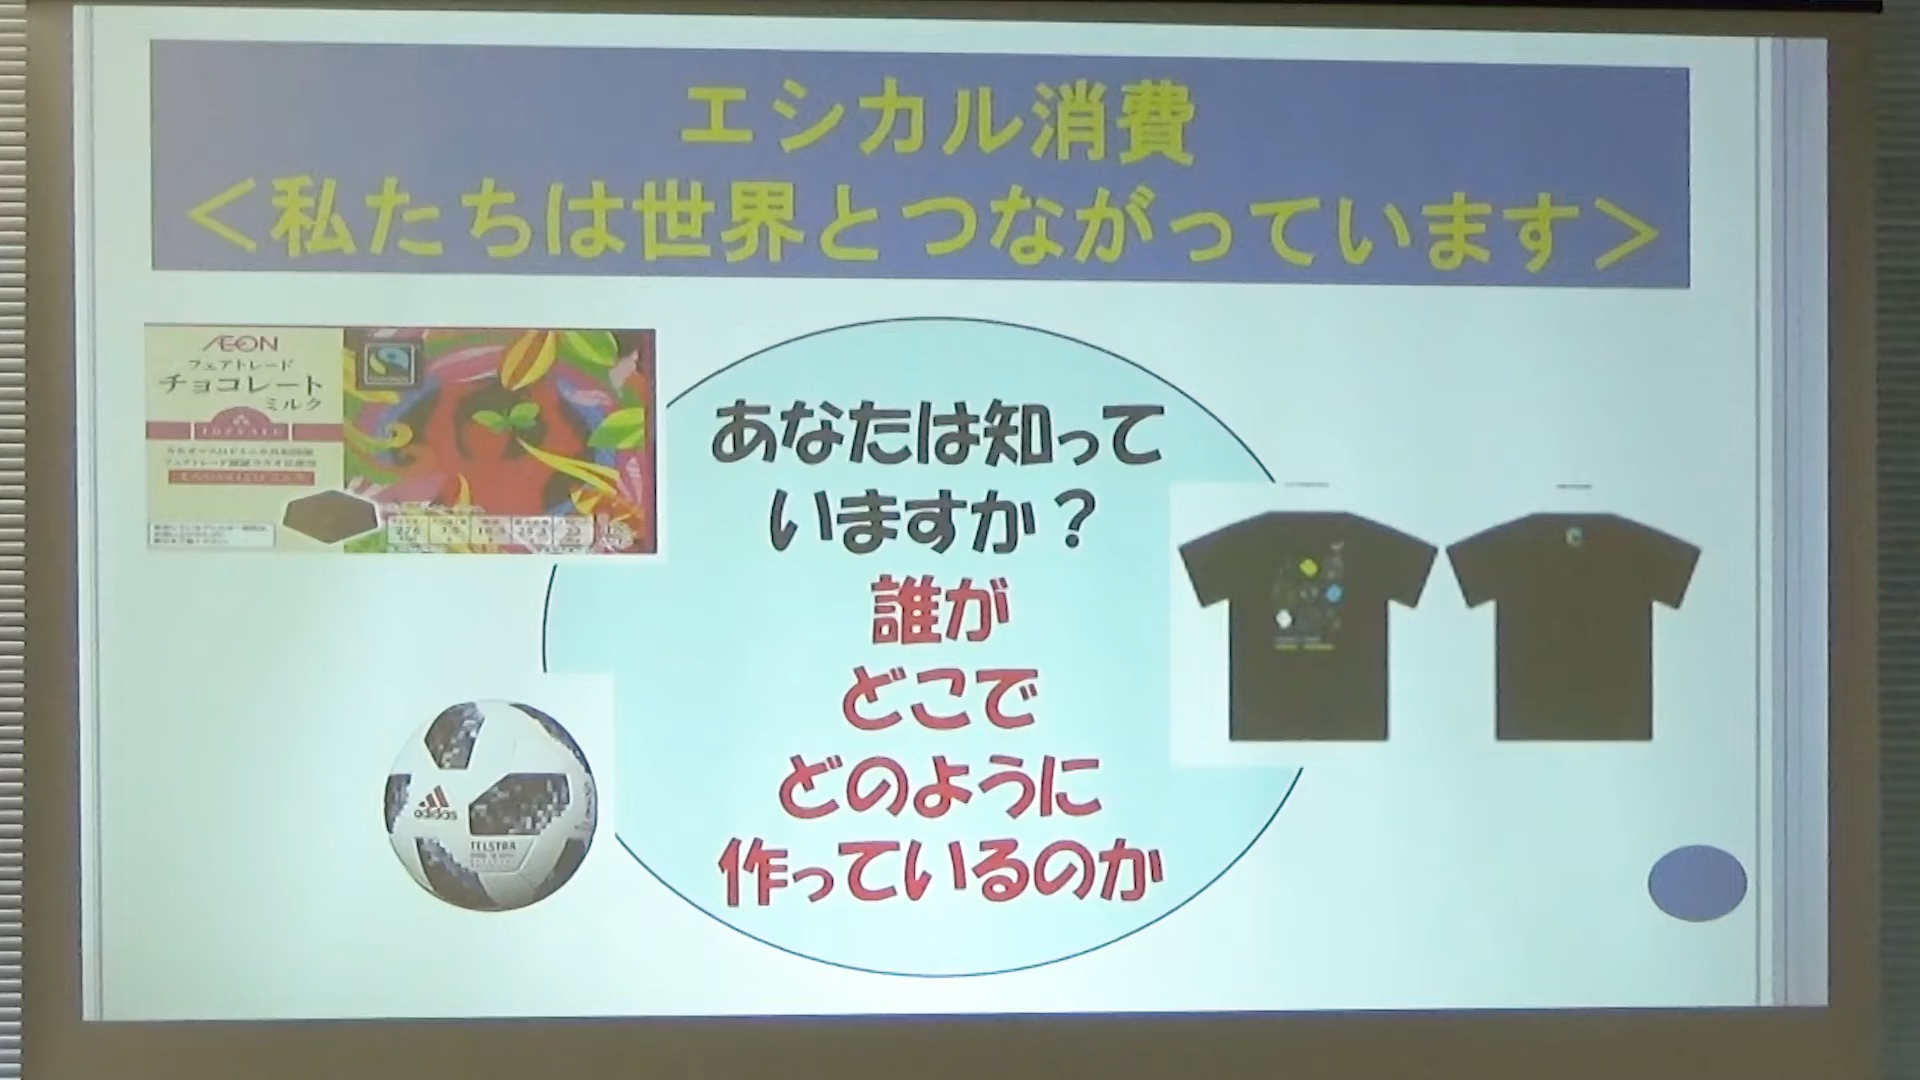 エシカル消費
＜私たちは世界とつながっています＞
ÆON
フェアトレード
チョコレート
ミルク
TOPVALU
あなたは知って
いますか？
誰が
どこで
どのように
作っているのか
adidas
TELSTRA